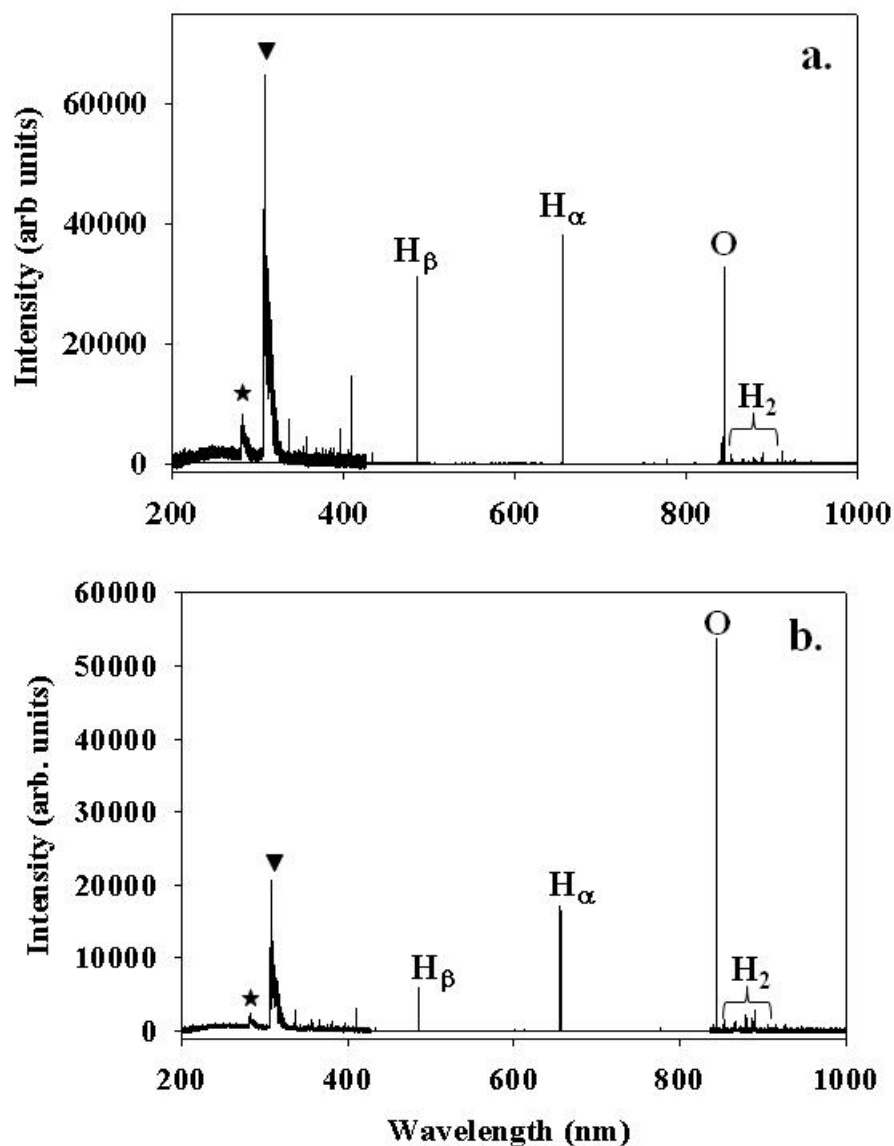 a.
Intensity (arb units)
60000
40000
20000
0
▼
★
Hβ
Hα
O
H₂
200 400 600 800 1000
b.
Intensity (arb. units)
60000
50000
40000
30000
20000
10000
0
▼
★
Hβ
Hα
O
H₂
200 400 600 800 1000
Wavelength (nm)